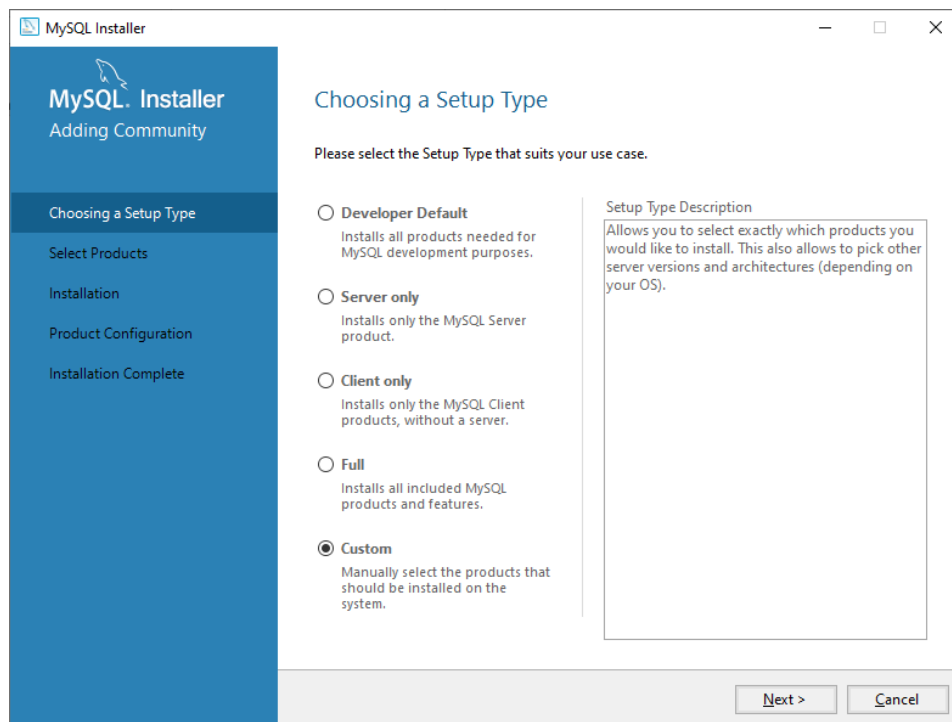 MySQL Installer
MySQL. Installer
Adding Community
Choosing a Setup Type
Select Products
Installation
Product Configuration
Installation Complete
Choosing a Setup Type
Please select the Setup Type that suits your use case.
Developer Default
Installs all products needed for
MySQL development purposes.
Server only
Installs only the MySQL Server
product.
Client only
Installs only the MySQL Client
products, without a server.
Full
Installs all included MySQL
products and features.
Custom
Manually select the products that
should be installed on the
system.
Setup Type Description
Allows you to select exactly which products you
would like to install. This also allows to pick other
server versions and architectures (depending on
your OS).
Next >
Cancel